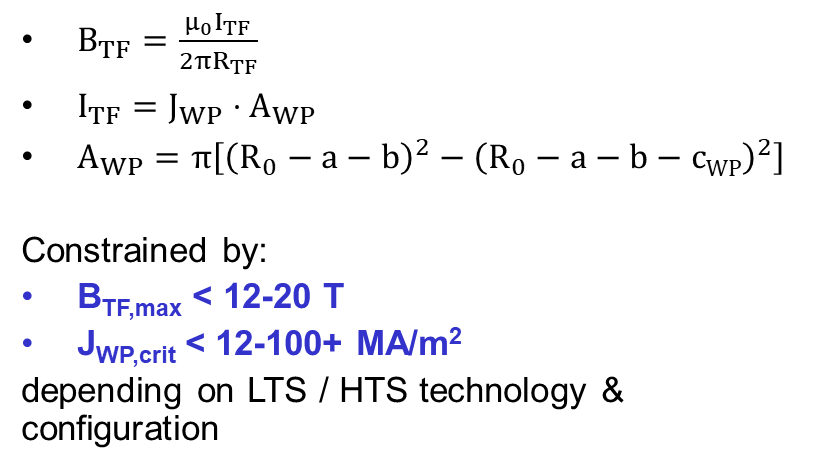 • B_TF = μ₀I_TF / 2πR_TF
• I_TF = J_WP · A_WP
• A_WP = π[(R₀ − a − b)² − (R₀ − a − b − c_WP)²]
Constrained by:
• B_TF,max < 12-20 T
• J_WP,crit < 12-100+ MA/m²
depending on LTS / HTS technology &
configuration